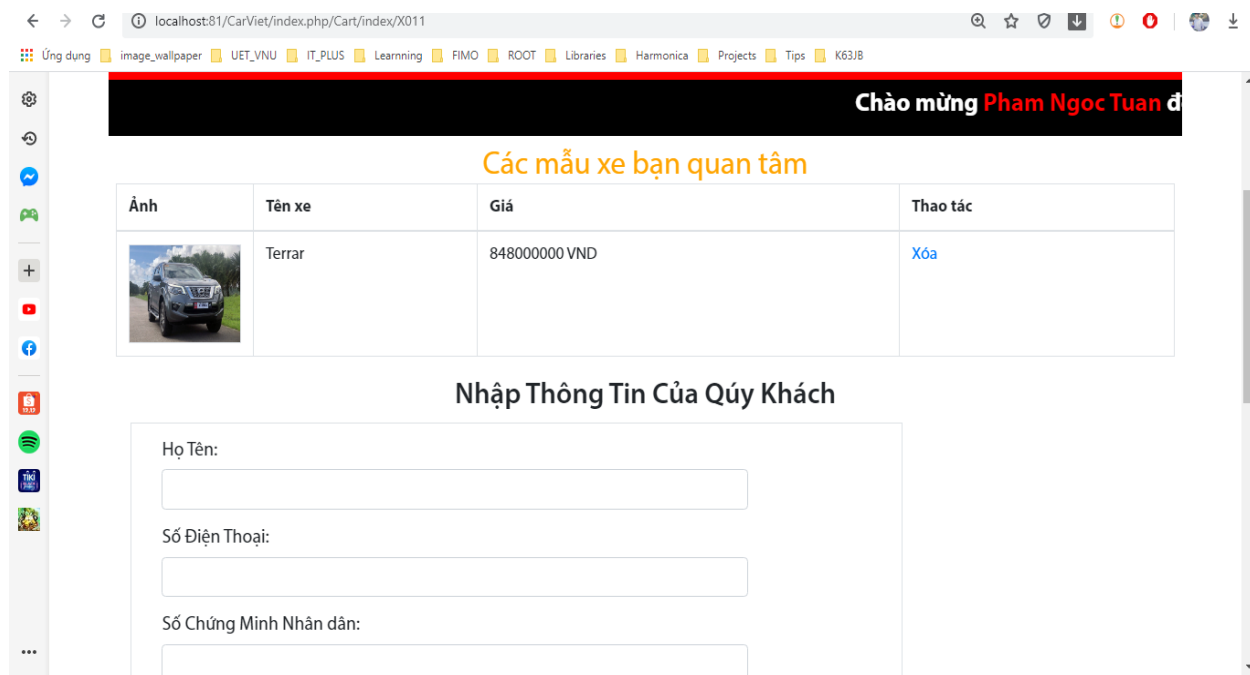 localhost:81/CarViet/index.php/Cart/index/X011
Ứng dụng image_wallpaper UET_VNU IT_PLUS Learnning FIMO ROOT Libraries Harmonica Projects Tips K63JB
Chào mừng Pham Ngoc Tuan đ
Các mẫu xe bạn quan tâm
Ảnh Tên xe Giá Thao tác
Terrar 848000000 VND Xóa
Nhập Thông Tin Của Qúy Khách
Họ Tên:
Số Điện Thoại:
Số Chứng Minh Nhân dân: